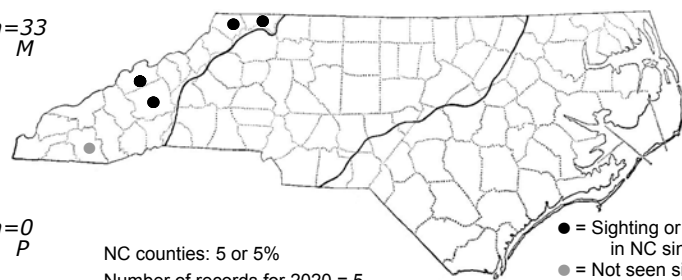 n=33
M
n=0
P
NC counties: 5 or 5%
Number of records for 2020 = 5
● = Sighting or
in NC sin
● = Not seen si